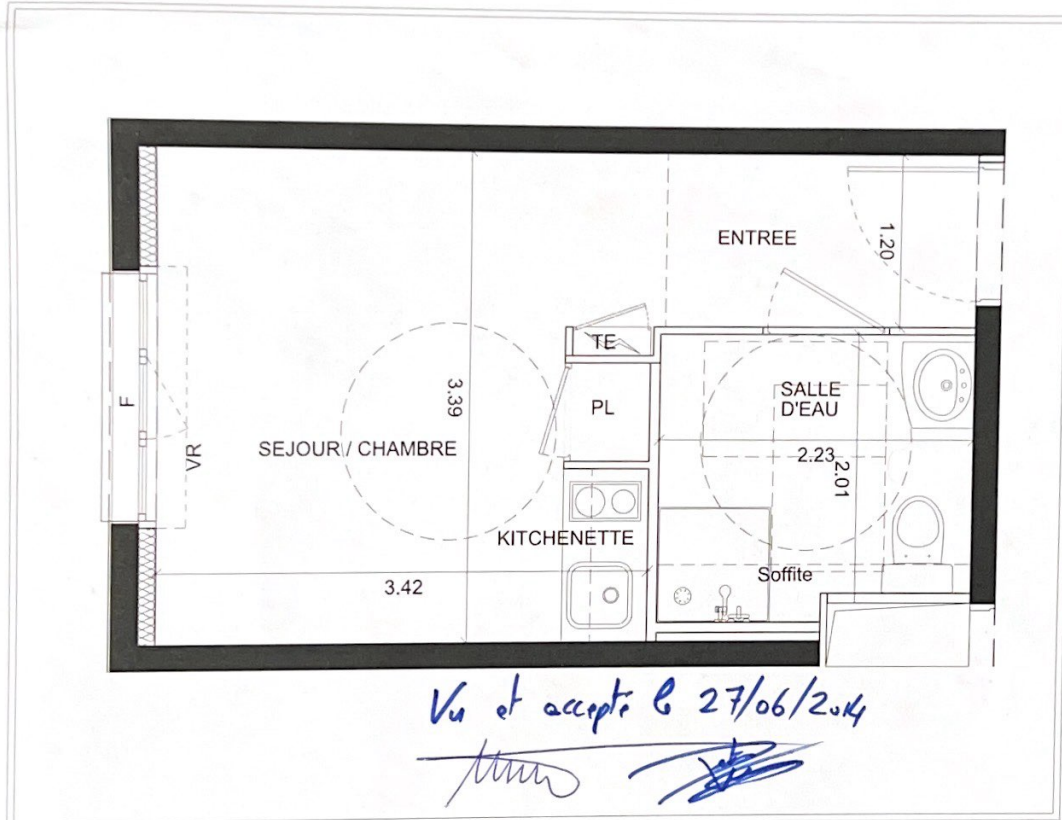 ENTREE
1.20
TE
PL
SALLE
D'EAU
3.39
F
VR
SEJOUR / CHAMBRE
2.23
2.01
KITCHENETTE
Soffite
3.42
Vu et accepté le 27/06/2014